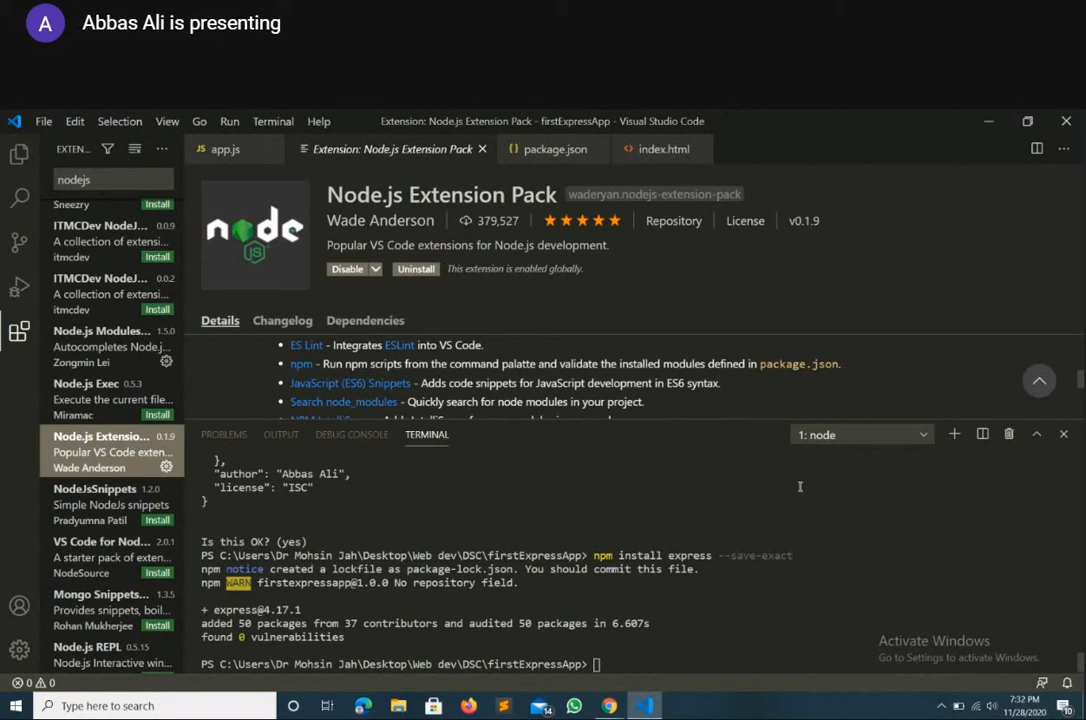 A
Abbas Ali is presenting
File Edit Selection View Go Run Terminal Help
Extension: Node.js Extension Pack - firstExpressApp - Visual Studio Code
EXTEN...
JS app.js
Extension: Node.js Extension Pack
{} package.json
<> index.html
nodejs
Sneezry Install
ITMCDev NodeJ... 0.0.9
A collection of extensi...
itmcdev Install
ITMCDev NodeJ... 0.0.2
A collection of extensi...
itmcdev Install
Node.js Modules... 1.5.0
Autocompletes Node.j...
Zongmin Lei
Node.js Exec 0.5.3
Execute the current file...
Miramac Install
Node.js Extensio... 0.1.9
Popular VS Code exten...
Wade Anderson
NodeJsSnippets 1.2.0
Simple NodeJs snippets
Pradyumna Patil Install
VS Code for Nod... 2.0.1
A starter pack of exten...
NodeSource Install
Mongo Snippets...
Provides snippets, boil...
Rohan Mukherjee Install
Node.js REPL 0.5.15
Node.js Interactive win...
node
JS
Node.js Extension Pack waderyan.nodejs-extension-pack
Wade Anderson 379,527 Repository License v0.1.9
Popular VS Code extensions for Node.js development.
Disable Uninstall This extension is enabled globally.
Details Changelog Dependencies
• ES Lint - Integrates ESLint into VS Code.
• npm - Run npm scripts from the command palatte and validate the installed modules defined in package.json.
• JavaScript (ES6) Snippets - Adds code snippets for JavaScript development in ES6 syntax.
• Search node_modules - Quickly search for node modules in your project.
PROBLEMS OUTPUT DEBUG CONSOLE TERMINAL
1: node
},
"author": "Abbas Ali",
"license": "ISC"
}
Is this OK? (yes)
PS C:\Users\Dr Mohsin Jah\Desktop\Web dev\DSC\firstExpressApp> npm install express --save-exact
npm notice created a lockfile as package-lock.json. You should commit this file.
npm WARN firstexpressapp@1.0.0 No repository field.
+ express@4.17.1
added 50 packages from 37 contributors and audited 50 packages in 6.607s
found 0 vulnerabilities
PS C:\Users\Dr Mohsin Jah\Desktop\Web dev\DSC\firstExpressApp>
Activate Windows
Go to Settings to activate Windows.
0 0
Type here to search
14
7:32 PM
11/28/2020
10